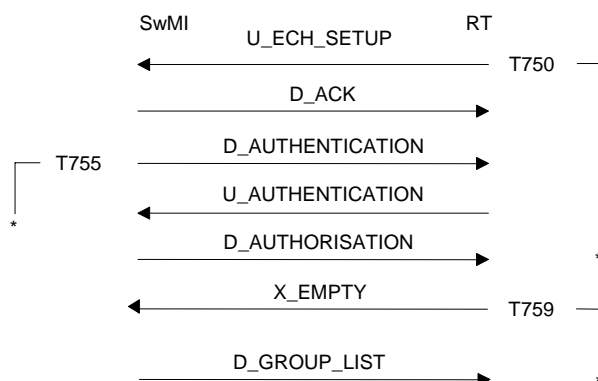 SwMI RT
U_ECH_SETUP
T750
D_ACK
D_AUTHENTICATION
T755
U_AUTHENTICATION
*
D_AUTHORISATION
*
X_EMPTY
T759
D_GROUP_LIST
*